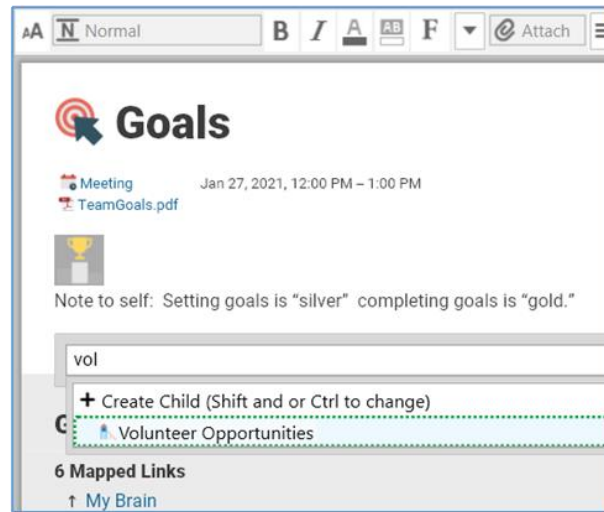 AA N Normal B I A AB F Attach
Goals
Meeting Jan 27, 2021, 12:00 PM – 1:00 PM
TeamGoals.pdf
Note to self:  Setting goals is “silver”  completing goals is “gold.”
vol
+ Create Child (Shift and or Ctrl to change)
G
Volunteer Opportunities
6 Mapped Links
↑ My Brain